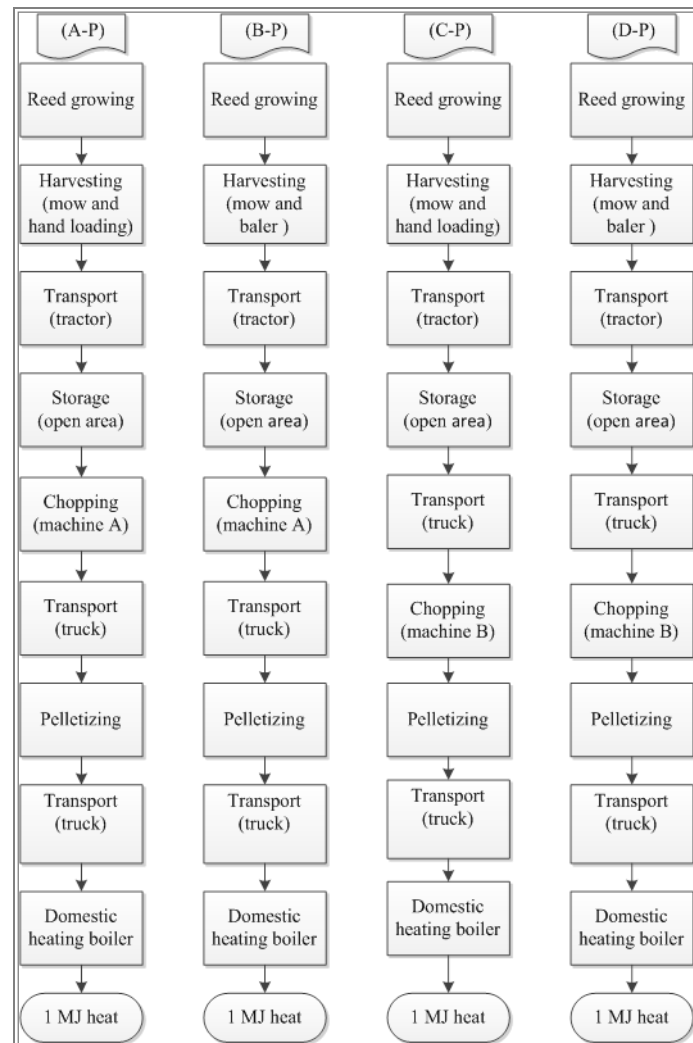 (A-P)
Reed growing
Harvesting
(mow and
hand loading)
Transport
(tractor)
Storage
(open area)
Chopping
(machine A)
Transport
(truck)
Pelletizing
Transport
(truck)
Domestic
heating boiler
1 MJ heat
(B-P)
Reed growing
Harvesting
(mow and
baler )
Transport
(tractor)
Storage
(open area)
Chopping
(machine A)
Transport
(truck)
Pelletizing
Transport
(truck)
Domestic
heating boiler
1 MJ heat
(C-P)
Reed growing
Harvesting
(mow and
hand loading)
Transport
(tractor)
Storage
(open area)
Transport
(truck)
Chopping
(machine B)
Pelletizing
Transport
(truck)
Domestic
heating boiler
1 MJ heat
(D-P)
Reed growing
Harvesting
(mow and
baler )
Transport
(tractor)
Storage
(open area)
Transport
(truck)
Chopping
(machine B)
Pelletizing
Transport
(truck)
Domestic
heating boiler
1 MJ heat